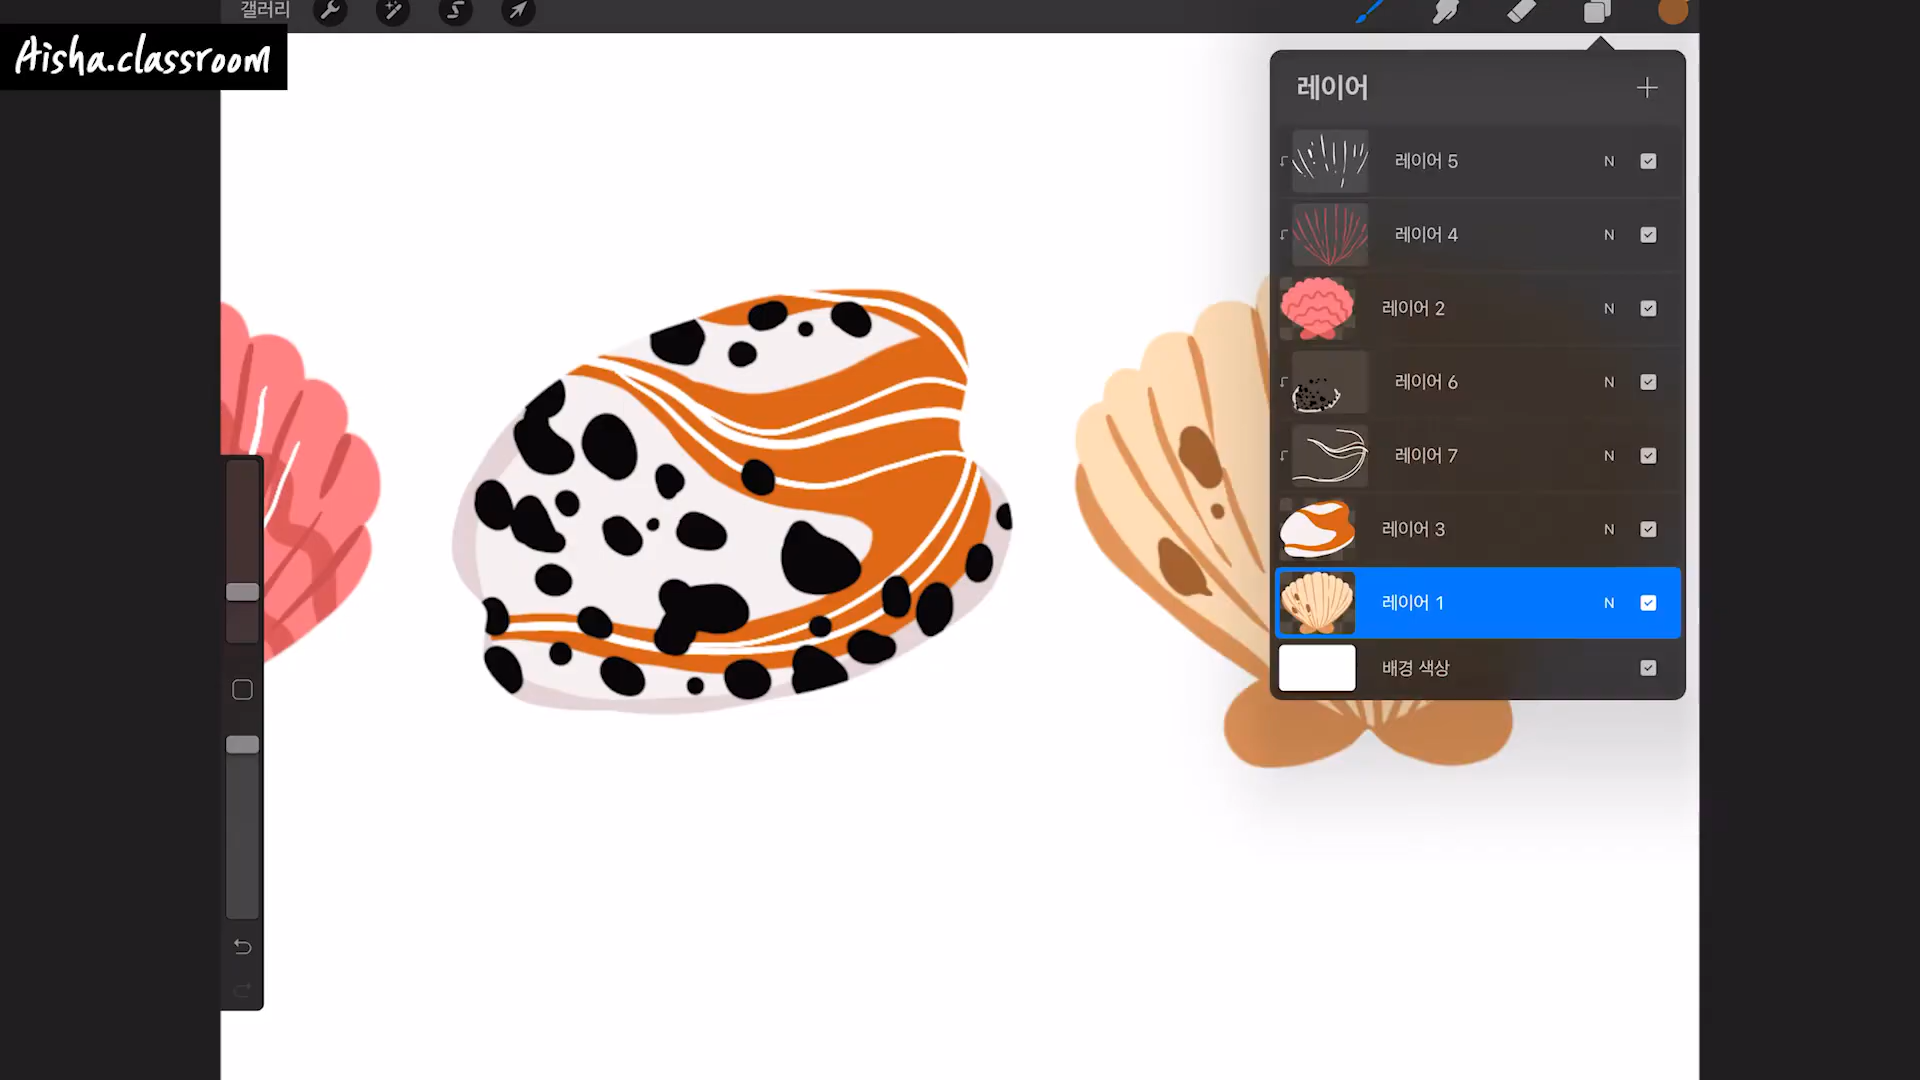 갤러리
Aisha.classroom
레이어
레이어 5 N
레이어 4 N
레이어 2 N
레이어 6 N
레이어 7 N
레이어 3 N
레이어 1 N
배경 색상